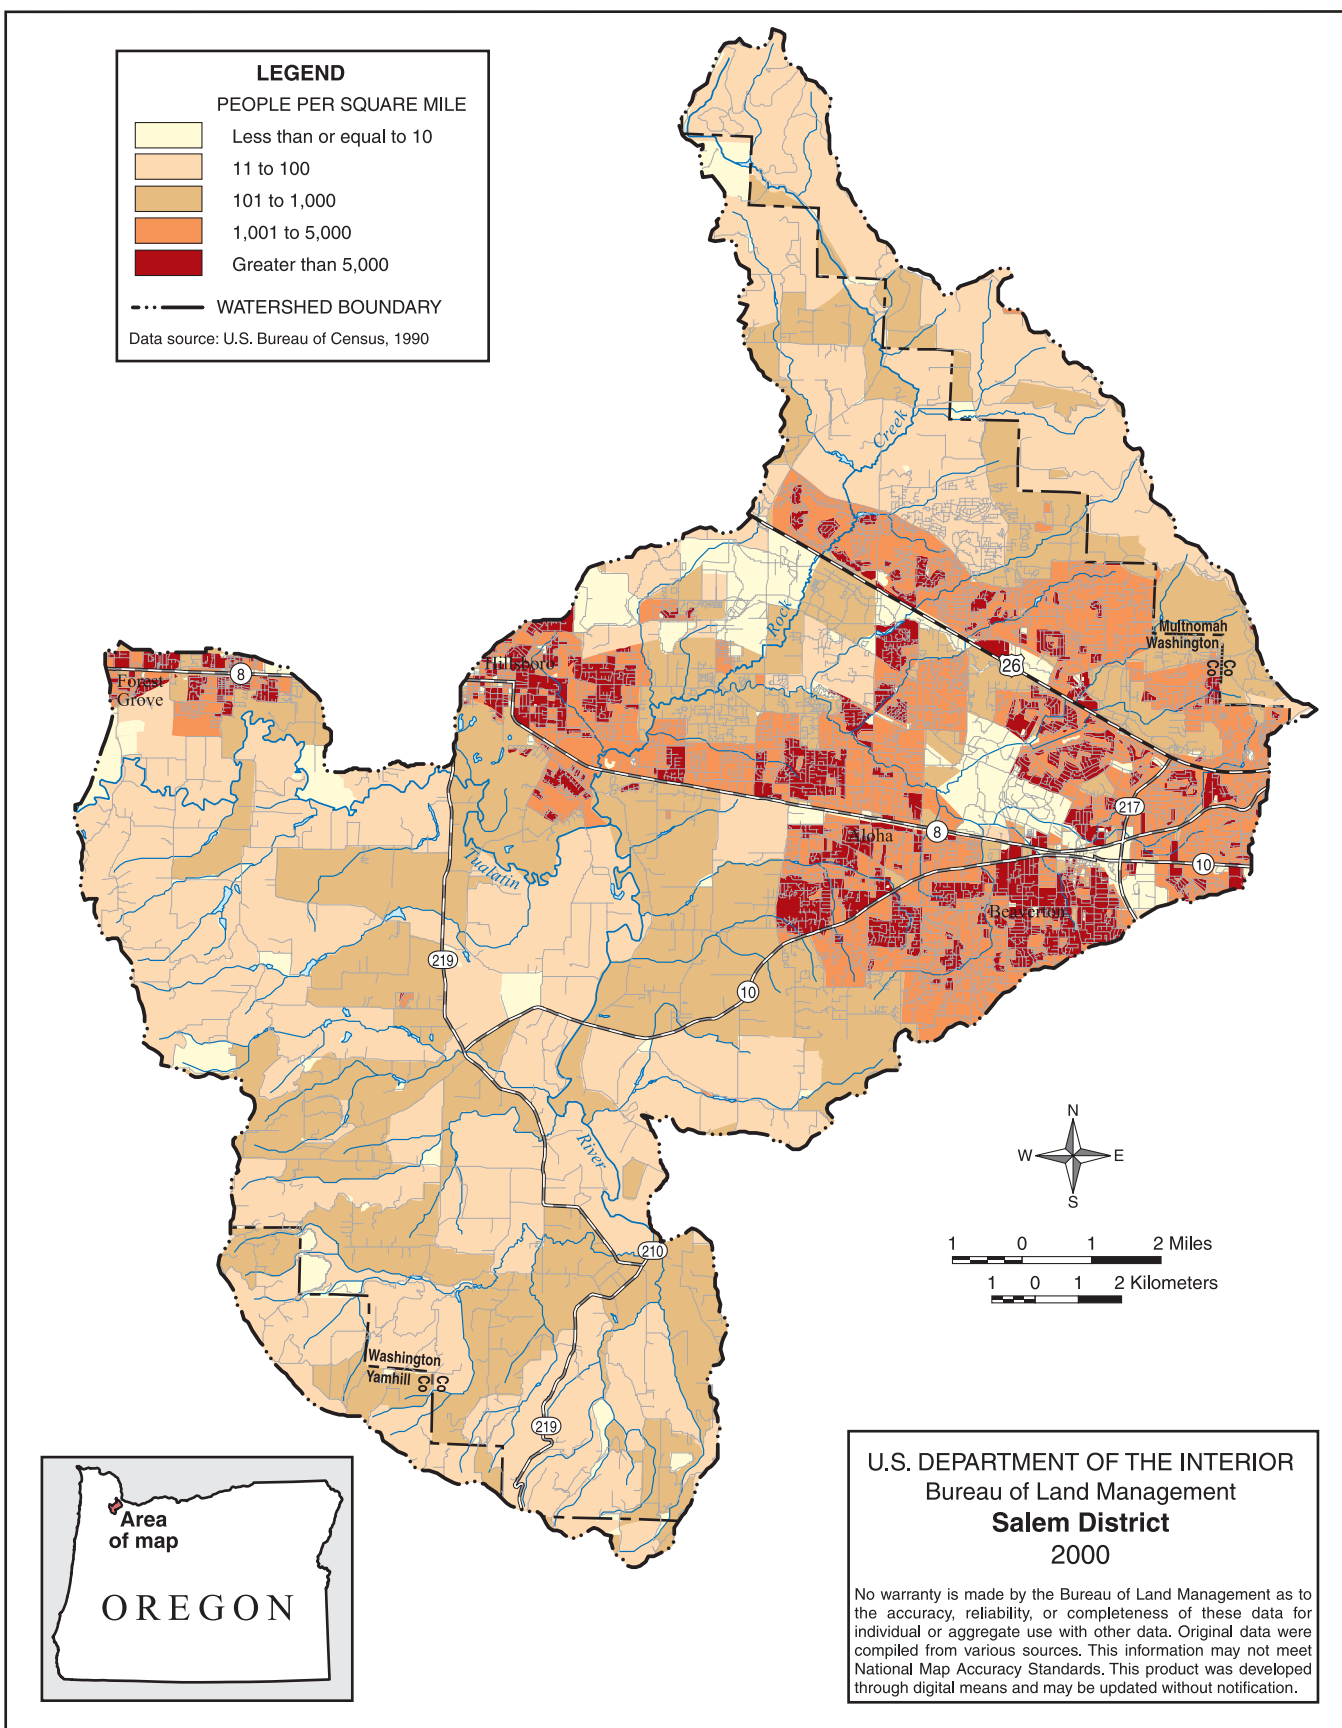 LEGEND
PEOPLE PER SQUARE MILE
Less than or equal to 10
11 to 100
101 to 1,000
1,001 to 5,000
Greater than 5,000
WATERSHED BOUNDARY
Data source: U.S. Bureau of Census, 1990
Creek
Rock
Multnomah
Washington
Co
Co
26
Hillsboro
8
Forest
Grove
217
Aloha
8
10
Tualatin
Beaverton
219
10
River
N
W
E
S
210
1 0 1 2 Miles
1 0 1 2 Kilometers
Washington
Yamhill
Co
Co
219
Area
of map
OREGON
U.S. DEPARTMENT OF THE INTERIOR
Bureau of Land Management
Salem District
2000
No warranty is made by the Bureau of Land Management as to
the accuracy, reliability, or completeness of these data for
individual or aggregate use with other data. Original data were
compiled from various sources. This information may not meet
National Map Accuracy Standards. This product was developed
through digital means and may be updated without notification.